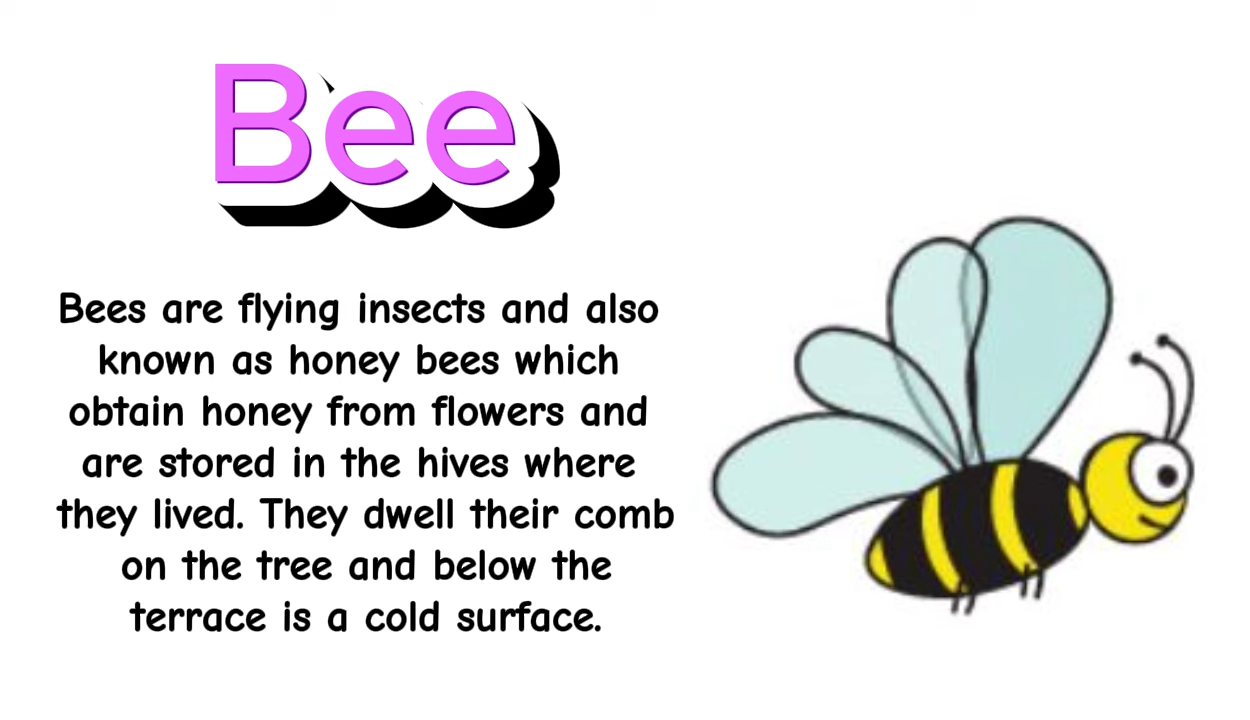 Bee
Bees are flying insects and also
known as honey bees which
obtain honey from flowers and
are stored in the hives where
they lived. They dwell their comb
on the tree and below the
terrace is a cold surface.